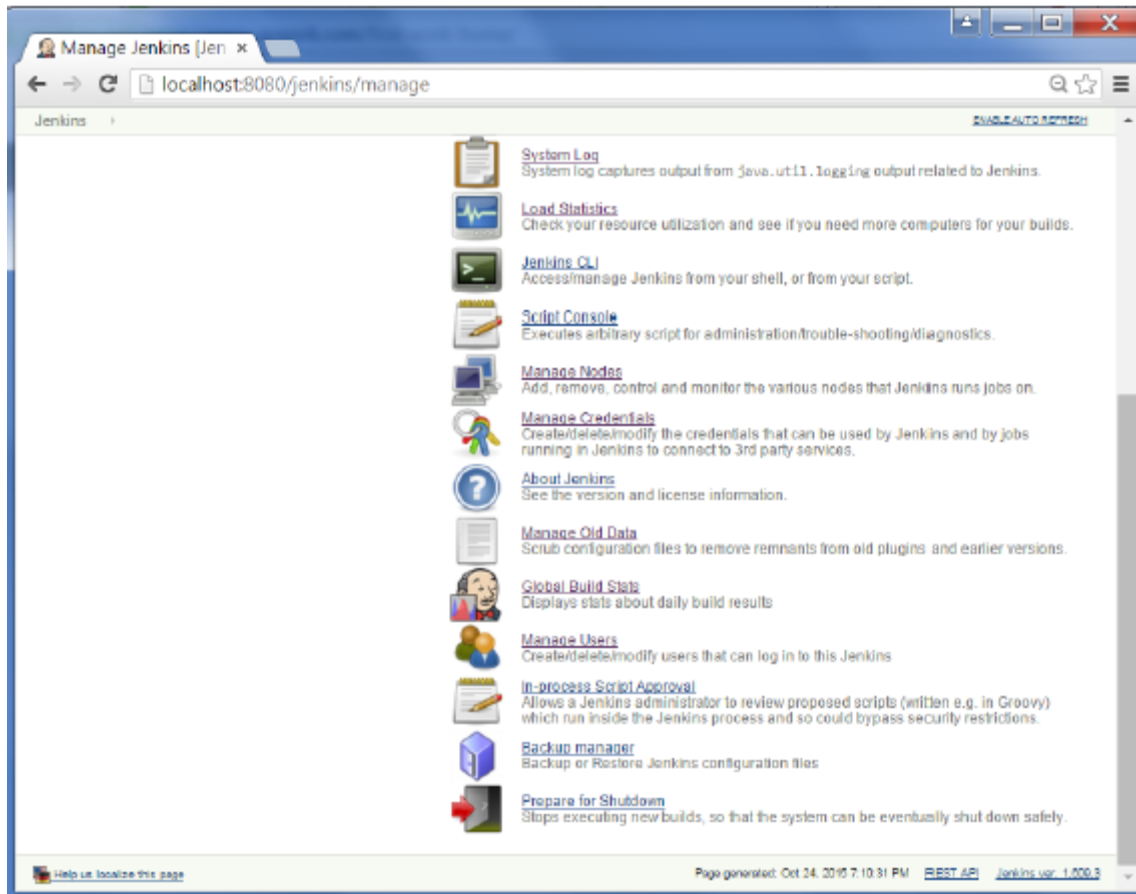 Manage Jenkins [Jen
localhost:8080/jenkins/manage
Jenkins
ENABLE AUTO REFRESH
System Log
System log captures output from java.util.logging output related to Jenkins.
Load Statistics
Check your resource utilization and see if you need more computers for your builds.
Jenkins CLI
Access/manage Jenkins from your shell, or from your script.
Script Console
Executes arbitrary script for administration/trouble-shooting/diagnostics.
Manage Nodes
Add, remove, control and monitor the various nodes that Jenkins runs jobs on.
Manage Credentials
Create/delete/modify the credentials that can be used by Jenkins and by jobs
running in Jenkins to connect to 3rd party services.
About Jenkins
See the version and license information.
Manage Old Data
Scrub configuration files to remove remnants from old plugins and earlier versions.
Global Build Stats
Displays stats about daily build results
Manage Users
Create/delete/modify users that can log in to this Jenkins
In-process Script Approval
Allows a Jenkins administrator to review proposed scripts (written e.g. in Groovy)
which run inside the Jenkins process and so could bypass security restrictions.
Backup manager
Backup or Restore Jenkins configuration files
Prepare for Shutdown
Stops executing new builds, so that the system can be eventually shut down safely.
Help us localize this page
Page generated: Oct 24, 2015 7:10:31 PM REST API Jenkins ver. 1.609.3